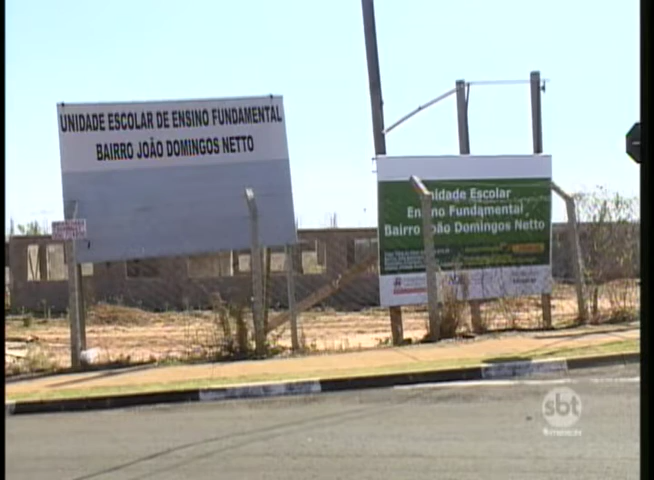 UNIDADE ESCOLAR DE ENSINO FUNDAMENTAL
BAIRRO JOÃO DOMINGOS NETTO
Unidade Escolar
Ensino Fundamental
Bairro João Domingos Netto
sbt